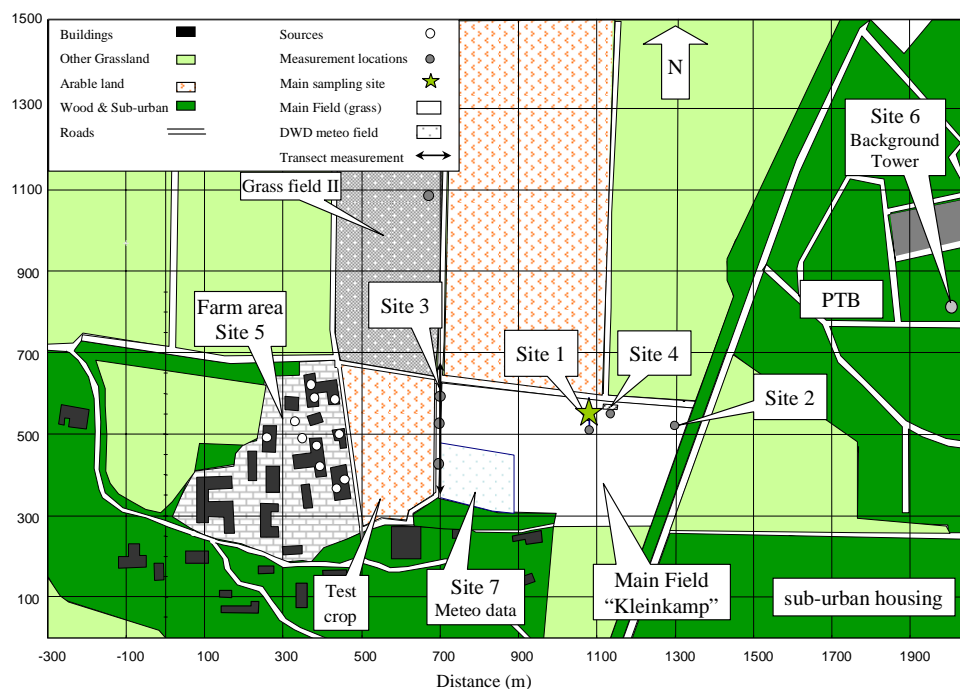 Buildings
Other Grassland
Arable land
Wood & Sub-urban
Roads
Sources
Measurement locations
Main sampling site
Main Field (grass)
DWD meteo field
Transect measurement
N
Site 6
Background
Tower
Grass field II
Farm area
Site 5
Site 3
PTB
Site 1
Site 4
Site 2
Test
crop
Site 7
Meteo data
Main Field
“Kleinkamp”
sub-urban housing
1500
1300
1100
900
700
500
300
100
-300
-100
100
300
500
700
900
1100
1300
1500
1700
1900
Distance (m)